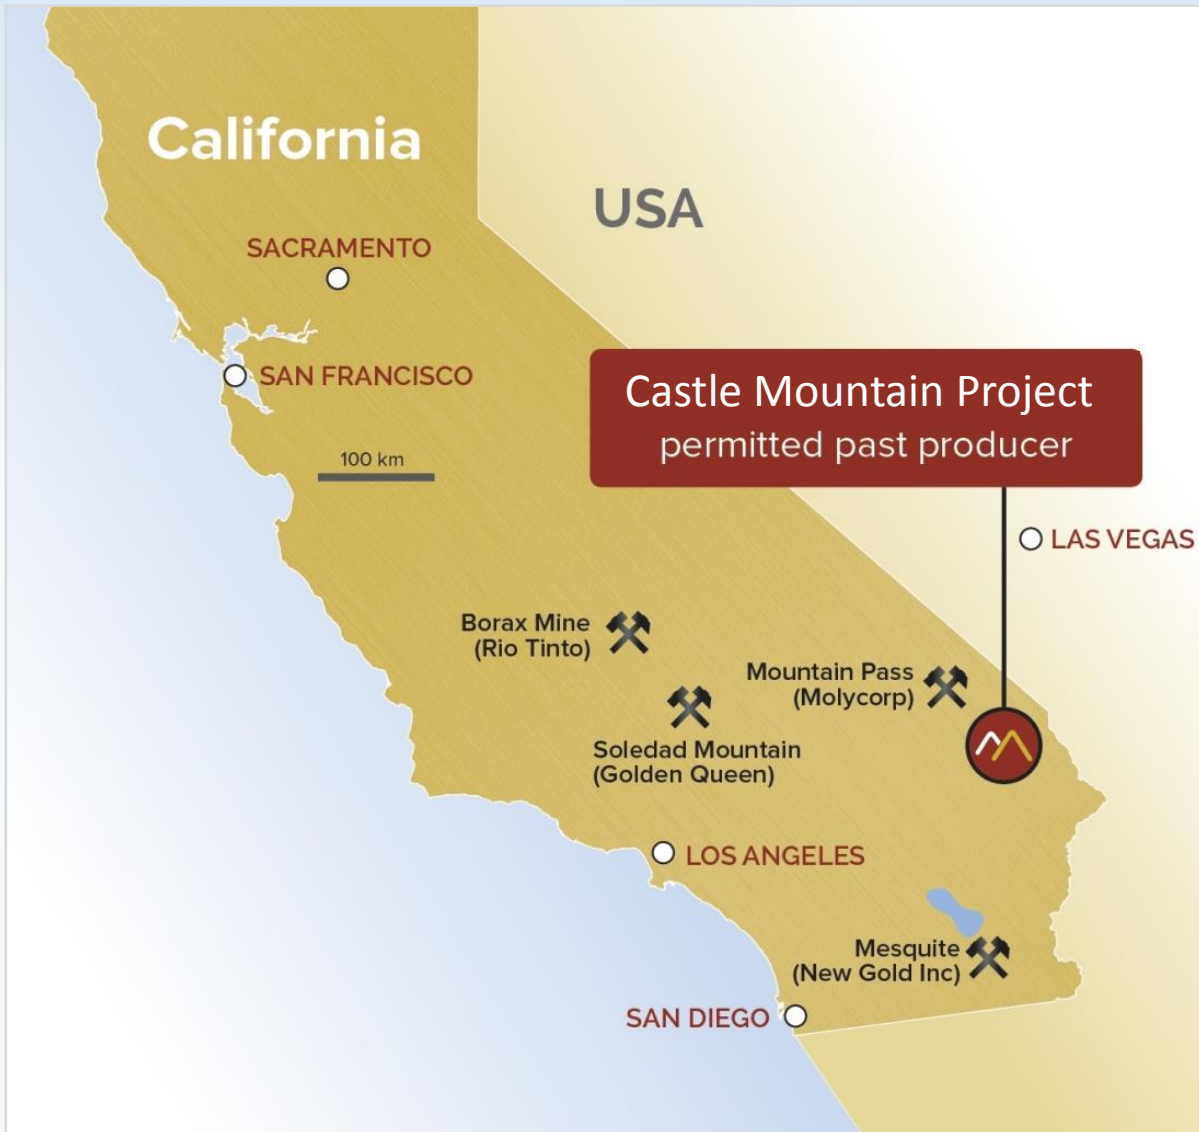 California
USA
SACRAMENTO
SAN FRANCISCO
100 km
Castle Mountain Project
permitted past producer
LAS VEGAS
Borax Mine
(Rio Tinto)
Mountain Pass
(Molycorp)
Soledad Mountain
(Golden Queen)
LOS ANGELES
Mesquite
(New Gold Inc)
SAN DIEGO